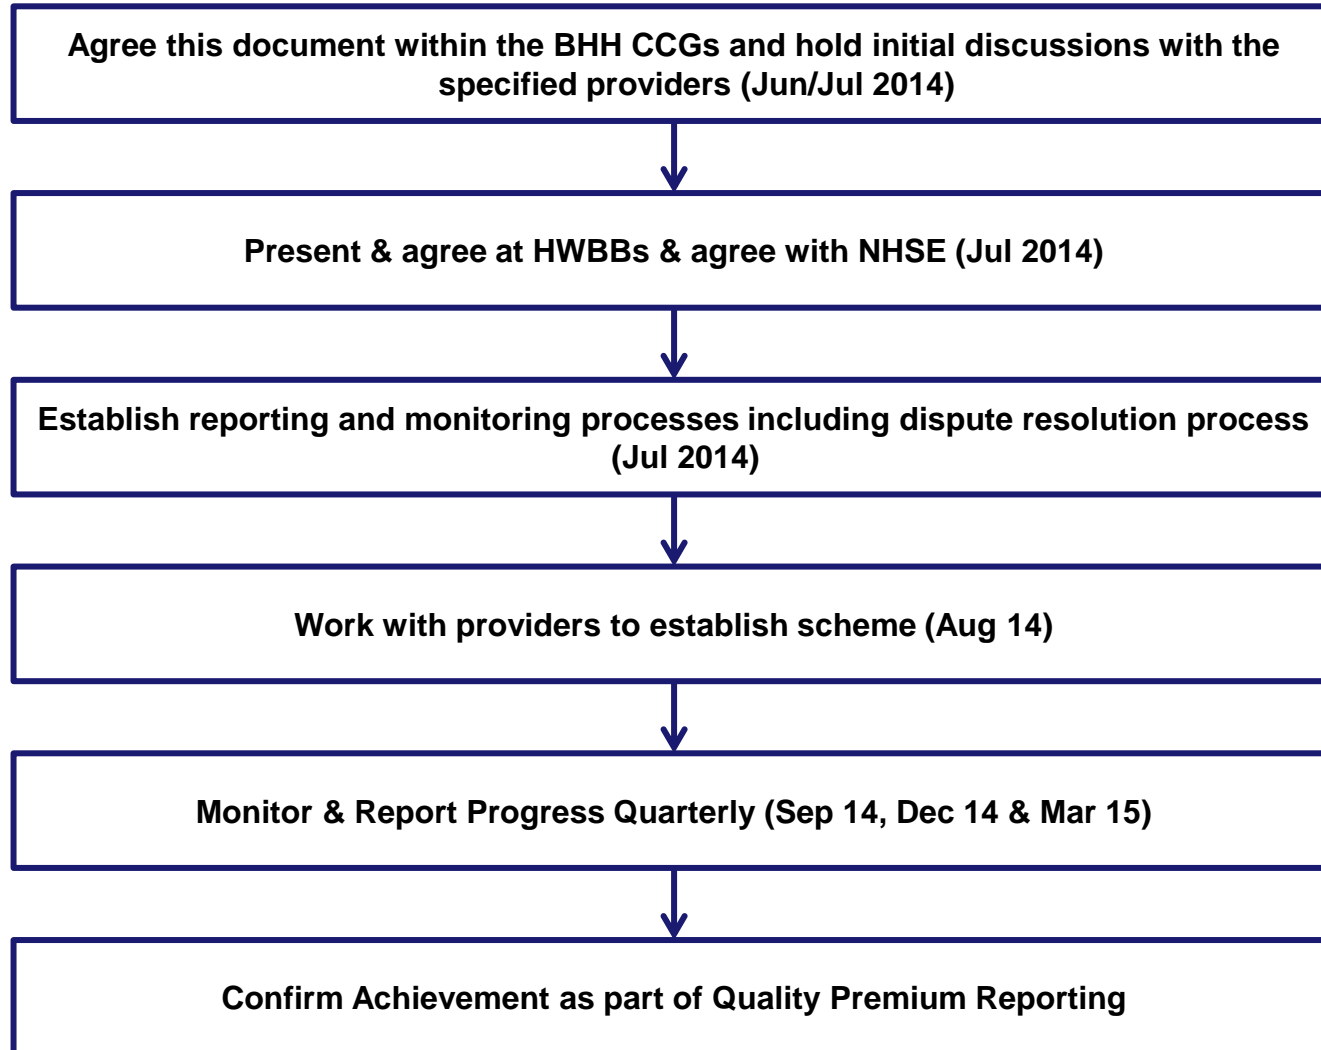 Agree this document within the BHH CCGs and hold initial discussions with the
specified providers (Jun/Jul 2014)
Present & agree at HWBBs & agree with NHSE (Jul 2014)
Establish reporting and monitoring processes including dispute resolution process
(Jul 2014)
Work with providers to establish scheme (Aug 14)
Monitor & Report Progress Quarterly (Sep 14, Dec 14 & Mar 15)
Confirm Achievement as part of Quality Premium Reporting